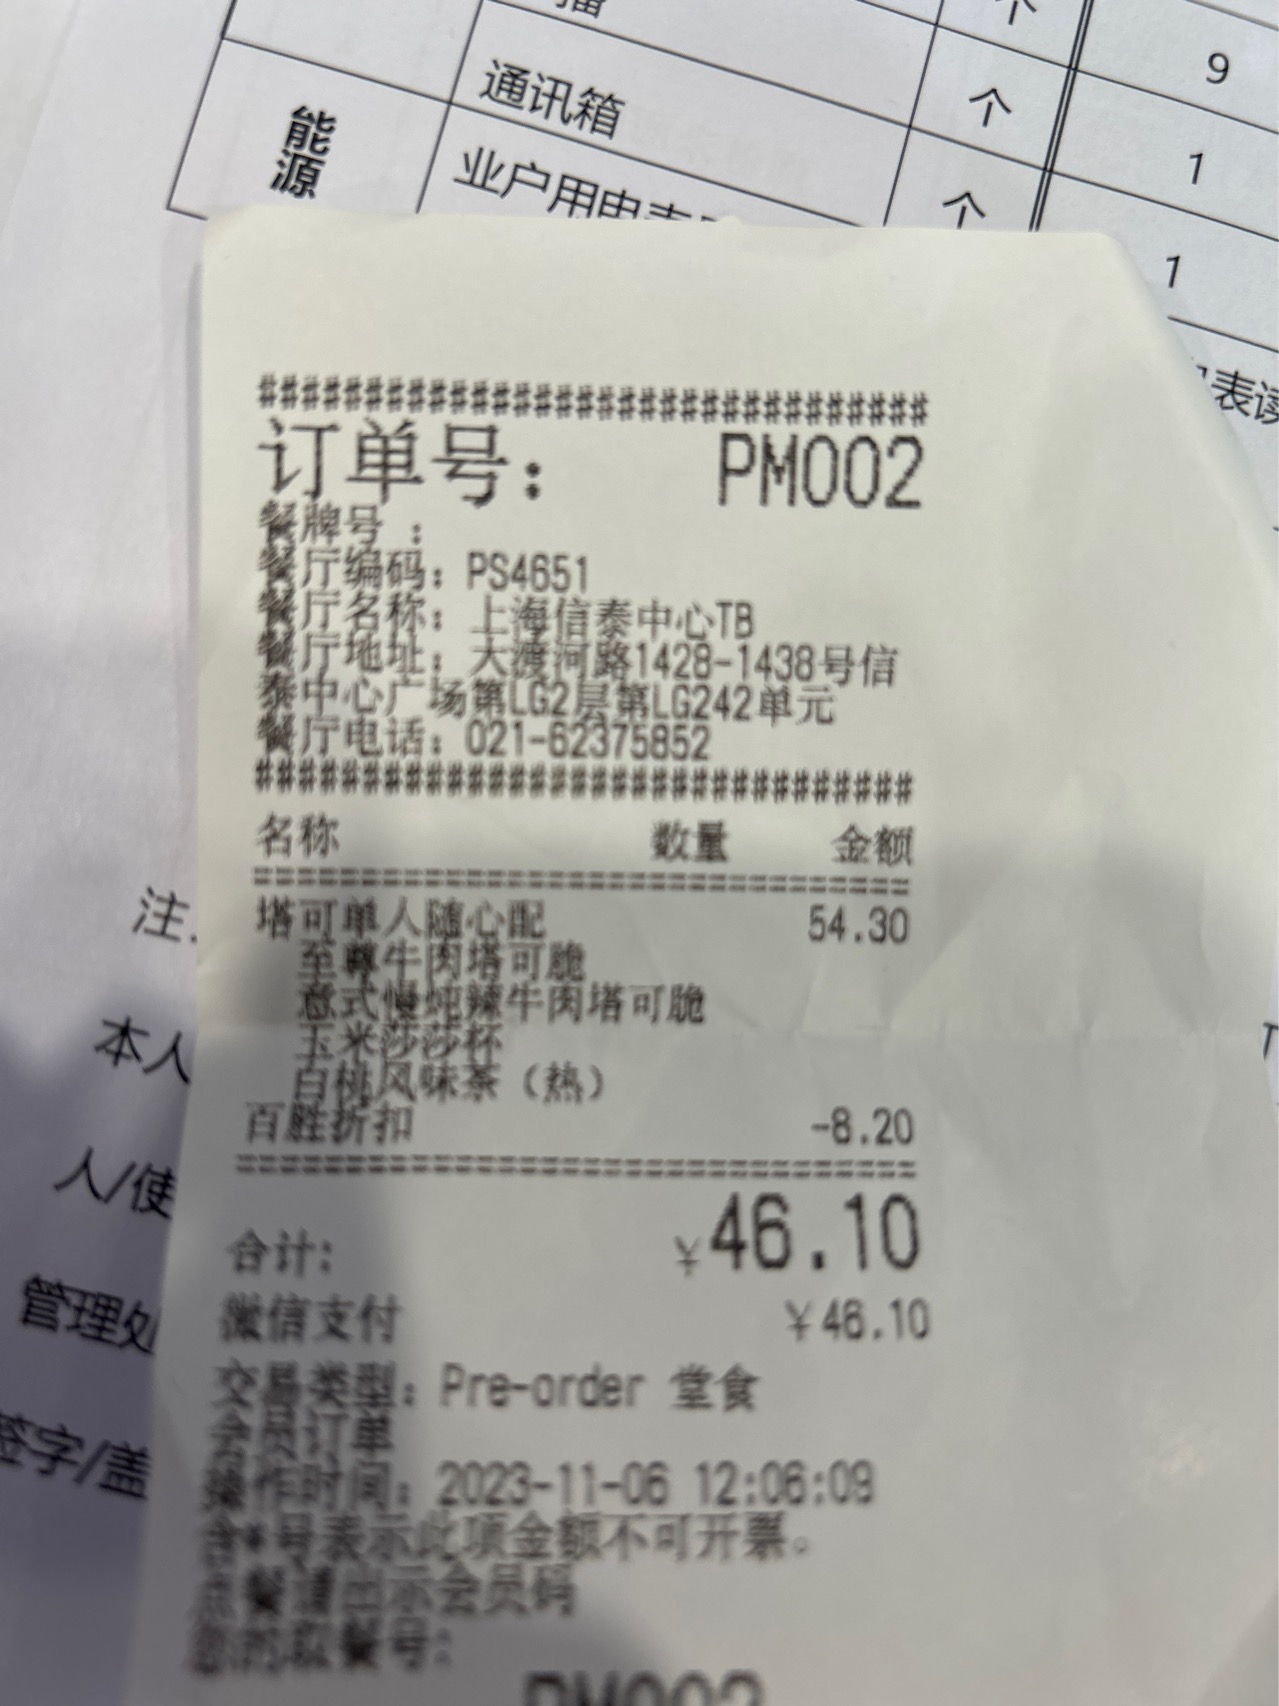 个
9
通讯箱
个
1
能源
业户用电表
个
1
表读
##############################
订单号： PM002
餐牌号 ：
餐厅编码：PS4651
餐厅名称：上海信泰中心TB
餐厅地址：大渡河路1428-1438号信
泰中心广场第LG2层第LG242单元
餐厅电话：021-62375852
##############################
名称 数量 金额
==============================
塔可单人随心配 54.30
至尊牛肉塔可脆
意式慢炖辣牛肉塔可脆
玉米莎莎杯
白桃风味茶（热）
百胜折扣 -8.20
==============================
合计: ¥46.10
微信支付 ¥46.10
交易类型：Pre-order 堂食
会员订单
操作时间：2023-11-06 12:06:09
含*号表示此项金额不可开票。
点餐请出示会员码
您的取餐号：
PM002
注
本人
人/使
管理处
签字/盖